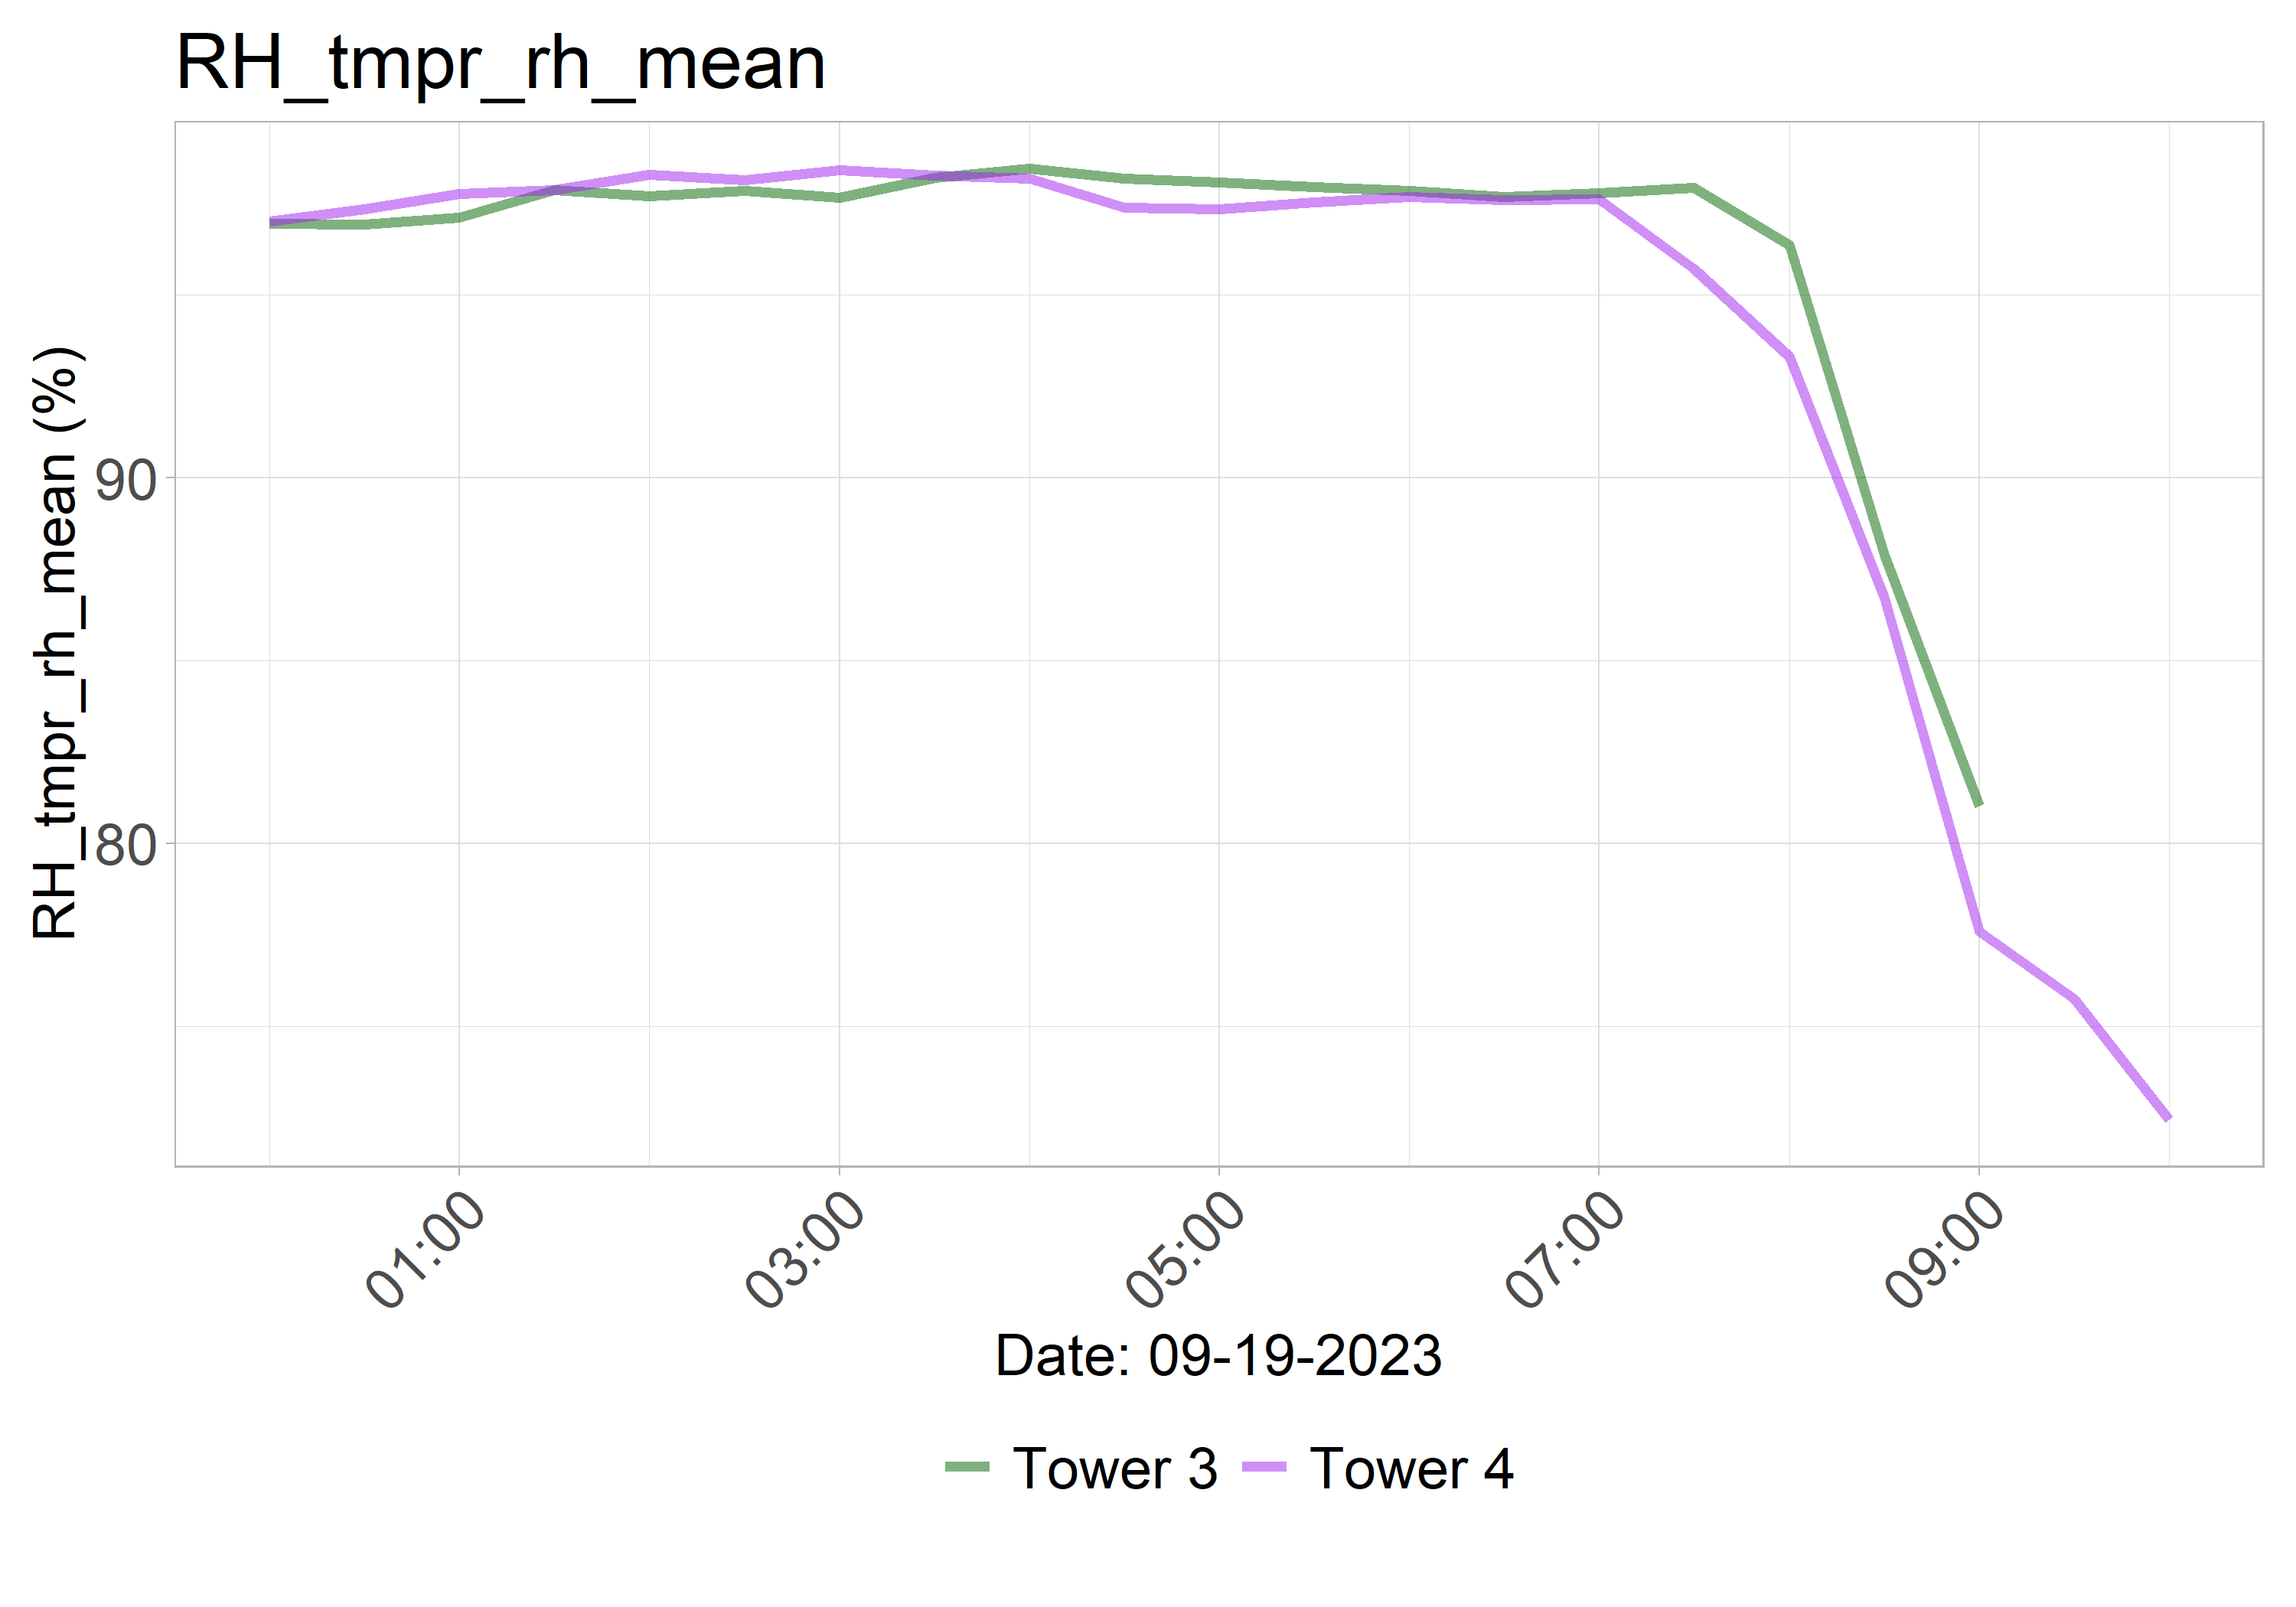 RH_tmpr_rh_mean
RH_tmpr_rh_mean (%)
90
80
01:00
03:00
05:00
07:00
09:00
Date: 09-19-2023
Tower 3
Tower 4